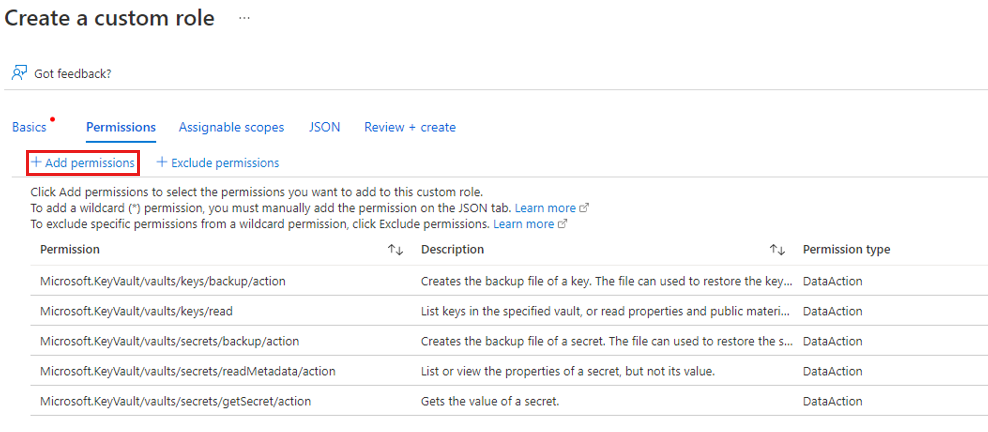 Create a custom role ...
Got feedback?
Basics Permissions Assignable scopes JSON Review + create
+ Add permissions + Exclude permissions
Click Add permissions to select the permissions you want to add to this custom role.
To add a wildcard (*) permission, you must manually add the permission on the JSON tab. Learn more
To exclude specific permissions from a wildcard permission, click Exclude permissions. Learn more
Permission ↑↓ Description ↑↓ Permission type
Microsoft.KeyVault/vaults/keys/backup/action Creates the backup file of a key. The file can used to restore the key... DataAction
Microsoft.KeyVault/vaults/keys/read List keys in the specified vault, or read properties and public materi... DataAction
Microsoft.KeyVault/vaults/secrets/backup/action Creates the backup file of a secret. The file can used to restore the s... DataAction
Microsoft.KeyVault/vaults/secrets/readMetadata/action List or view the properties of a secret, but not its value. DataAction
Microsoft.KeyVault/vaults/secrets/getSecret/action Gets the value of a secret. DataAction